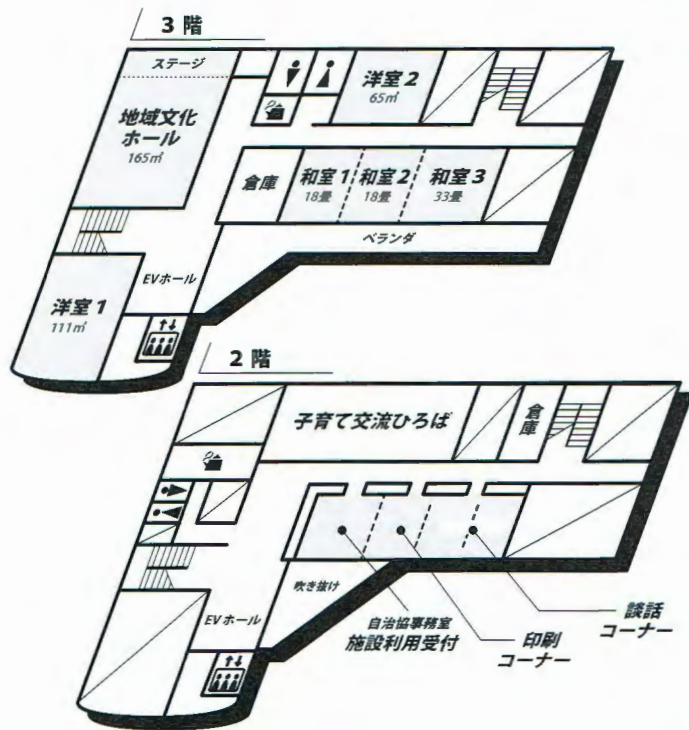 3 階
ステージ
地域文化
ホール
165㎡
洋室 2
65㎡
倉庫
和室 1
18畳
和室 2
18畳
和室 3
33畳
ベランダ
EVホール
洋室 1
111㎡
2 階
子育て交流ひろば
倉庫
吹き抜け
EVホール
自治協事務室
施設利用受付
印刷
コーナー
談話
コーナー